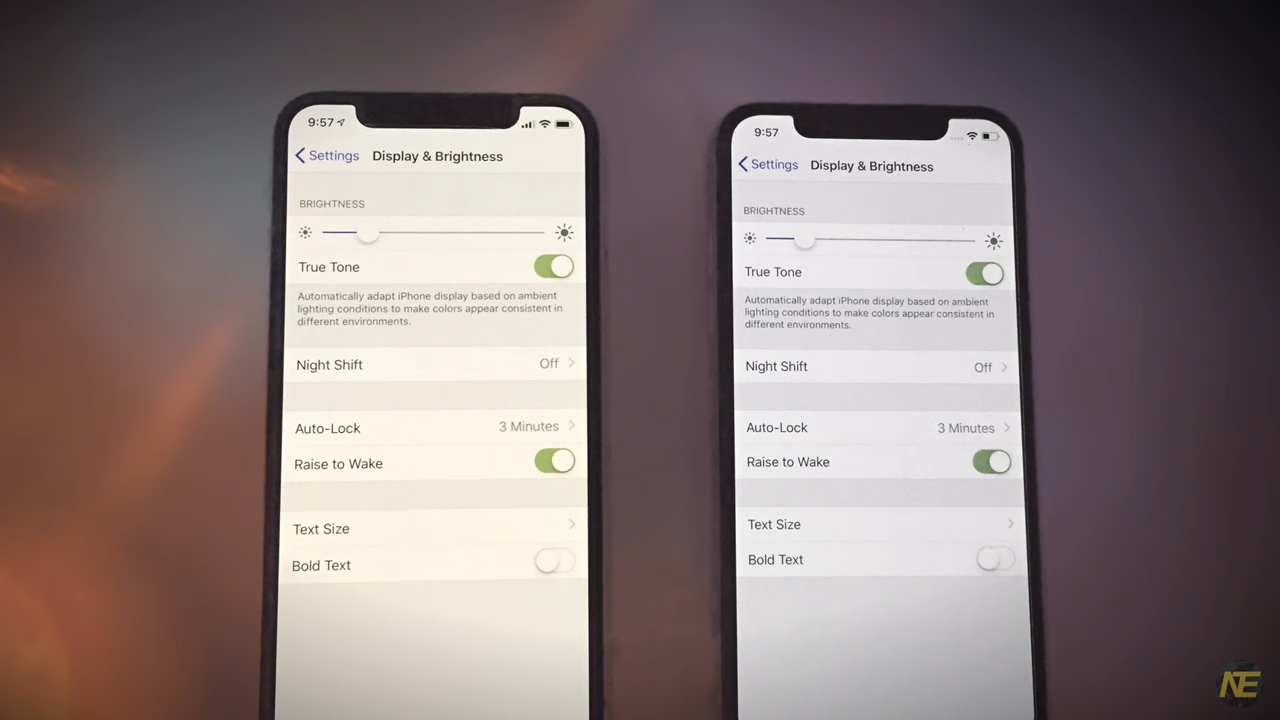 9:57
Settings
Display & Brightness
BRIGHTNESS
True Tone
Automatically adapt iPhone display based on ambient
lighting conditions to make colors appear consistent in
different environments.
Night Shift
Off
Auto-Lock
3 Minutes
Raise to Wake
Text Size
Bold Text
9:57
Settings
Display & Brightness
BRIGHTNESS
True Tone
Automatically adapt iPhone display based on ambient
lighting conditions to make colors appear consistent in
different environments.
Night Shift
Off
Auto-Lock
3 Minutes
Raise to Wake
Text Size
Bold Text
NE